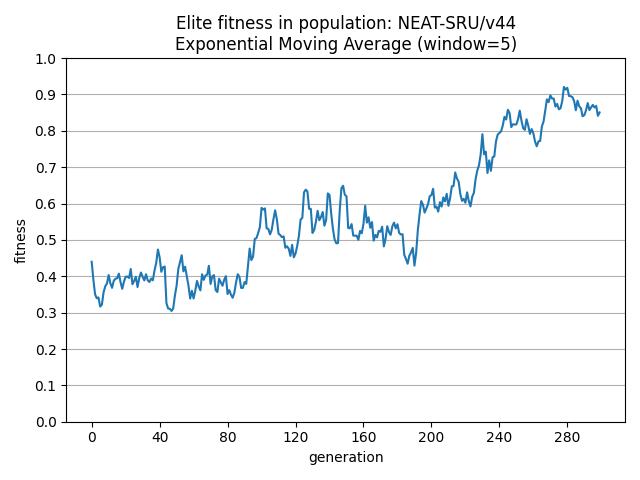 Elite fitness in population: NEAT-SRU/v44
Exponential Moving Average (window=5)
1.0
0.9
0.8
0.7
0.6
0.5
0.4
0.3
0.2
0.1
0.0
fitness
0 40 80 120 160 200 240 280
generation